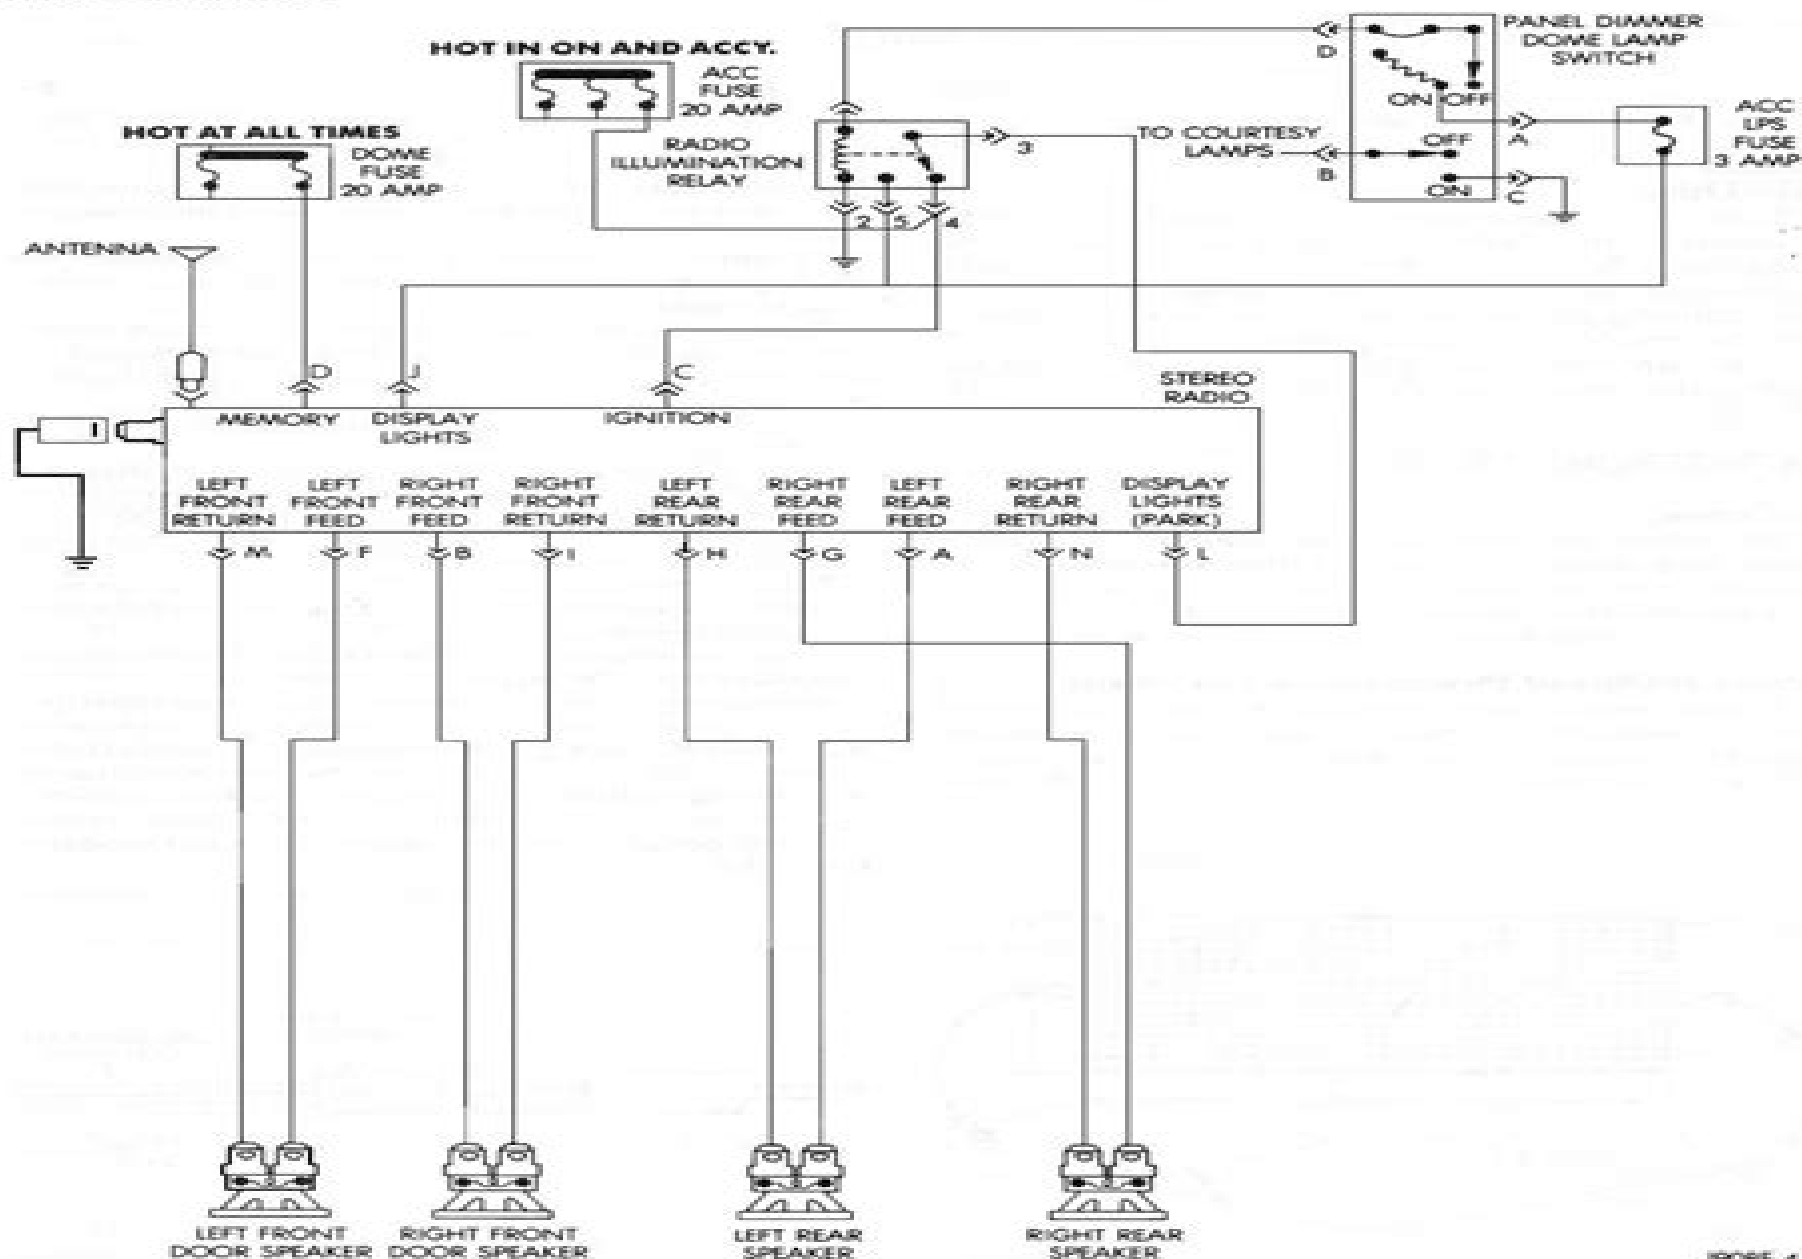 PANEL DIMMER
DOME LAMP
SWITCH
HOT IN ON AND ACCY.
ACC
FUSE
20 AMP
D
ON OFF
ACC
LPS
FUSE
3 AMP
HOT AT ALL TIMES
DOME
FUSE
20 AMP
RADIO
ILLUMINATION
RELAY
3
TO COURTESY
LAMPS
OFF
A
B
ON
C
2 5 4
ANTENNA
D
J
C
STEREO
RADIO
MEMORY
DISPLAY
LIGHTS
IGNITION
LEFT
FRONT
RETURN
LEFT
FRONT
FEED
RIGHT
FRONT
FEED
RIGHT
FRONT
RETURN
LEFT
REAR
RETURN
RIGHT
REAR
FEED
LEFT
REAR
FEED
RIGHT
REAR
RETURN
DISPLAY
LIGHTS
(PARK)
M F B I H G A N L
LEFT FRONT
DOOR SPEAKER
RIGHT FRONT
DOOR SPEAKER
LEFT REAR
SPEAKER
RIGHT REAR
SPEAKER